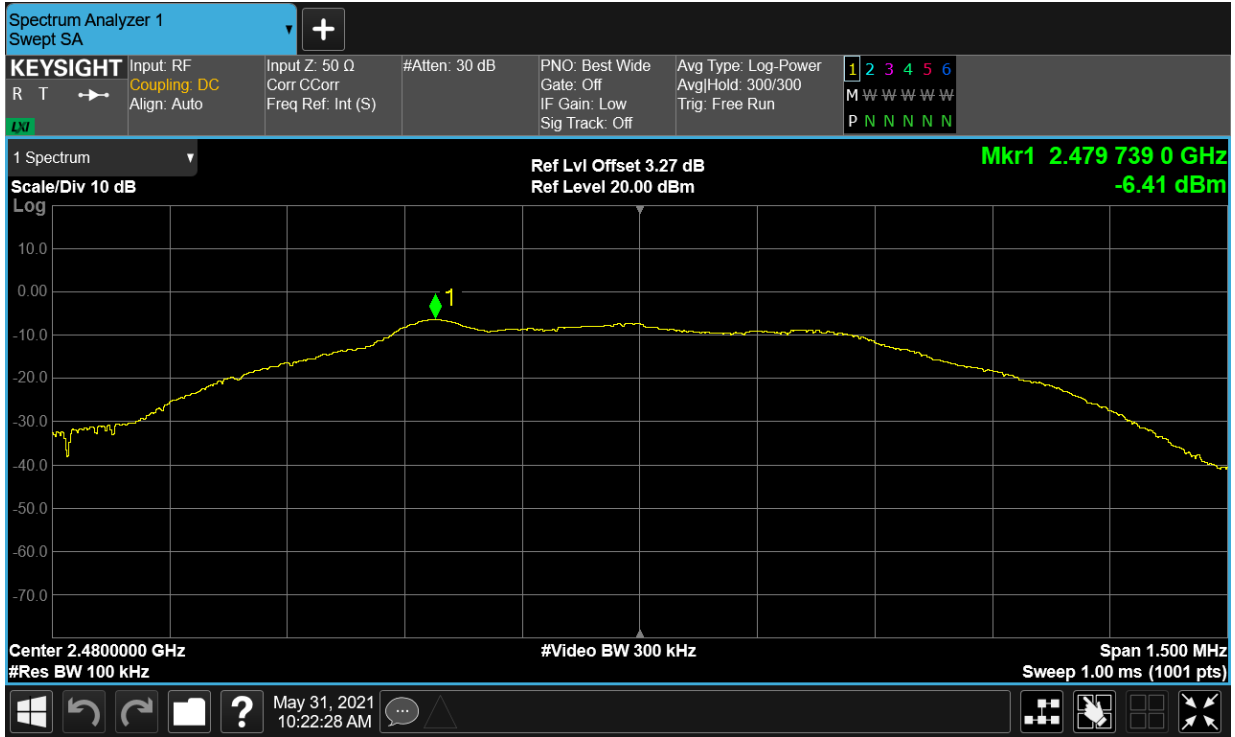 Spectrum Analyzer 1
Swept SA
KEYSIGHT
R T
LXI
Input: RF
Coupling: DC
Align: Auto
Input Z: 50 Ω
Corr CCorr
Freq Ref: Int (S)
#Atten: 30 dB
PNO: Best Wide
Gate: Off
IF Gain: Low
Sig Track: Off
Avg Type: Log-Power
Avg|Hold: 300/300
Trig: Free Run
1 2 3 4 5 6
M W W W W W
P N N N N N
1 Spectrum
Scale/Div 10 dB
Log
Ref Lvl Offset 3.27 dB
Ref Level 20.00 dBm
Mkr1 2.479 739 0 GHz
-6.41 dBm
10.0
0.00
1
-10.0
-20.0
-30.0
-40.0
-50.0
-60.0
-70.0
Center 2.4800000 GHz
#Video BW 300 kHz
Span 1.500 MHz
#Res BW 100 kHz
Sweep 1.00 ms (1001 pts)
?
May 31, 2021
10:22:28 AM